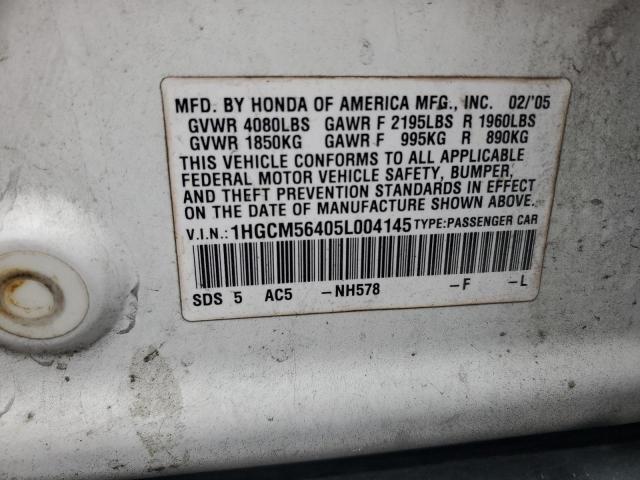 MFD. BY HONDA OF AMERICA MFG., INC. 02/'05
GVWR 4080LBS GAWR F 2195LBS R 1960LBS
GVWR 1850KG GAWR F 995KG R 890KG
THIS VEHICLE CONFORMS TO ALL APPLICABLE
FEDERAL MOTOR VEHICLE SAFETY, BUMPER,
AND THEFT PREVENTION STANDARDS IN EFFECT
ON THE DATE OF MANUFACTURE SHOWN ABOVE.
V.I.N.: 1HGCM56405L004145 TYPE:PASSENGER CAR
SDS 5 AC5 -NH578 -F -L